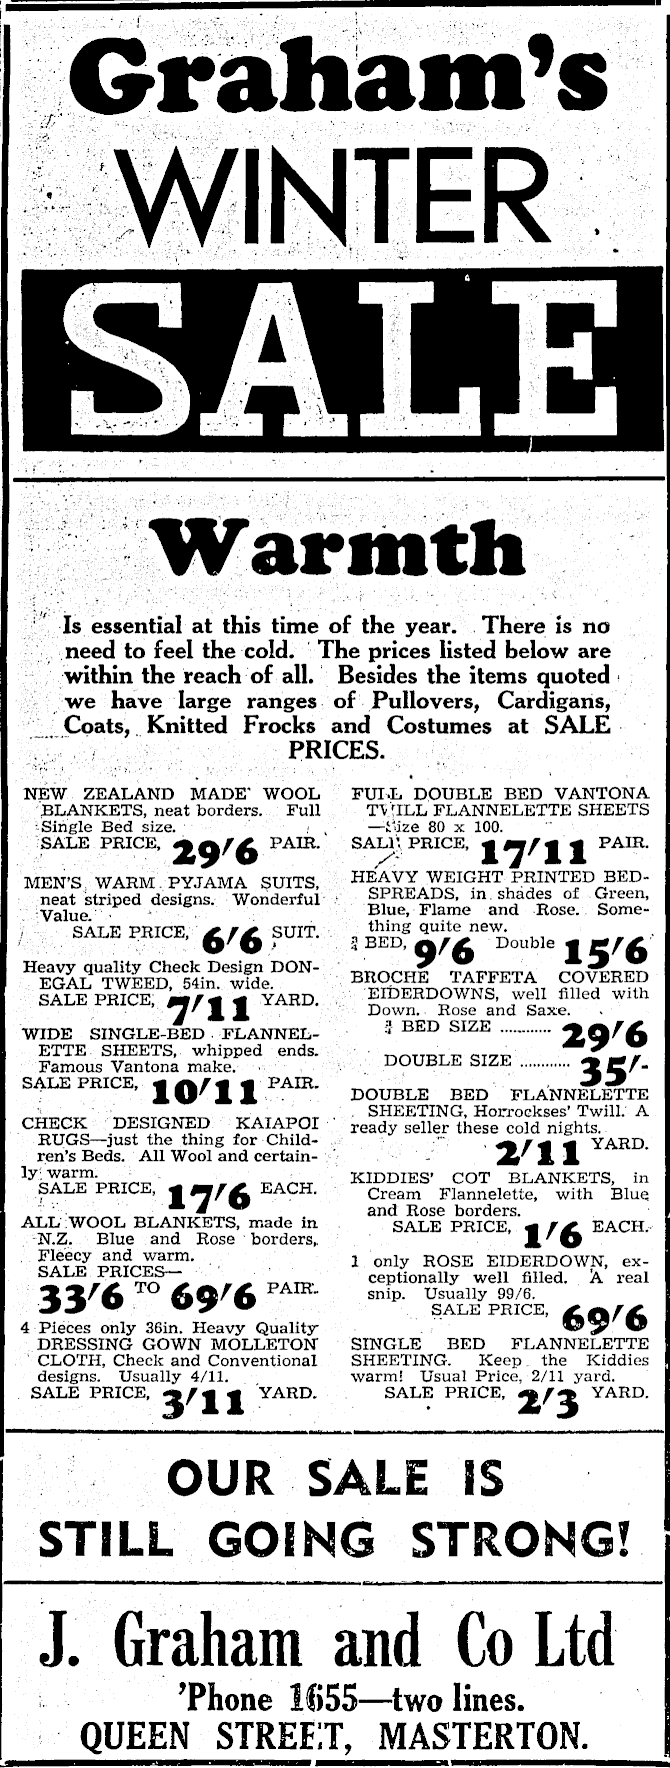 Graham's
WINTER
SALE
Warmth
Is essential at this time of the year. There is no
need to feel the cold. The prices listed below are
within the reach of all. Besides the items quoted
we have large ranges of Pullovers, Cardigans,
Coats, Knitted Frocks and Costumes at SALE
PRICES.
NEW ZEALAND MADE WOOL
BLANKETS, neat borders. Full
Single Bed size.
SALE PRICE, 29/6 PAIR.
MEN'S WARM PYJAMA SUITS,
neat striped designs. Wonderful
Value.
SALE PRICE, 6/6 SUIT.
Heavy quality Check Design DON-
EGAL TWEED, 54in. wide.
SALE PRICE, 7/11 YARD.
WIDE SINGLE-BED FLANNEL-
ETTE SHEETS, whipped ends.
Famous Vantona make.
SALE PRICE, 10/11 PAIR.
CHECK DESIGNED KAIAPOI
RUGS—just the thing for Child-
ren's Beds. All Wool and certain-
ly warm.
SALE PRICE, 17/6 EACH.
ALL WOOL BLANKETS, made in
N.Z. Blue and Rose borders,
Fleecy and warm.
SALE PRICES—
33/6 TO 69/6 PAIR.
4 Pieces only 36in. Heavy Quality
DRESSING GOWN MOLLETON
CLOTH, Check and Conventional
designs. Usually 4/11.
SALE PRICE, 3/11 YARD.
FULL DOUBLE BED VANTONA
TWILL FLANNELETTE SHEETS
—Size 80 x 100.
SALE PRICE, 17/11 PAIR.
HEAVY WEIGHT PRINTED BED-
SPREADS, in shades of Green,
Blue, Flame and Rose. Some-
thing quite new.
¾ BED, 9/6 Double 15/6
BROCHE TAFFETA COVERED
EIDERDOWNS, well filled with
Down. Rose and Saxe.
¾ BED SIZE ............ 29/6
DOUBLE SIZE ............ 35/-
DOUBLE BED FLANNELETTE
SHEETING, Horrockses' Twill. A
ready seller these cold nights.
2/11 YARD.
KIDDIES' COT BLANKETS, in
Cream Flannelette, with Blue
and Rose borders.
SALE PRICE, 1/6 EACH.
1 only ROSE EIDERDOWN, ex-
ceptionally well filled. A real
snip. Usually 99/6.
SALE PRICE, 69/6
SINGLE BED FLANNELETTE
SHEETING. Keep the Kiddies
warm! Usual Price, 2/11 yard.
SALE PRICE, 2/3 YARD.
OUR SALE IS
STILL GOING STRONG!
J. Graham and Co Ltd
'Phone 1655—two lines.
QUEEN STREET, MASTERTON.